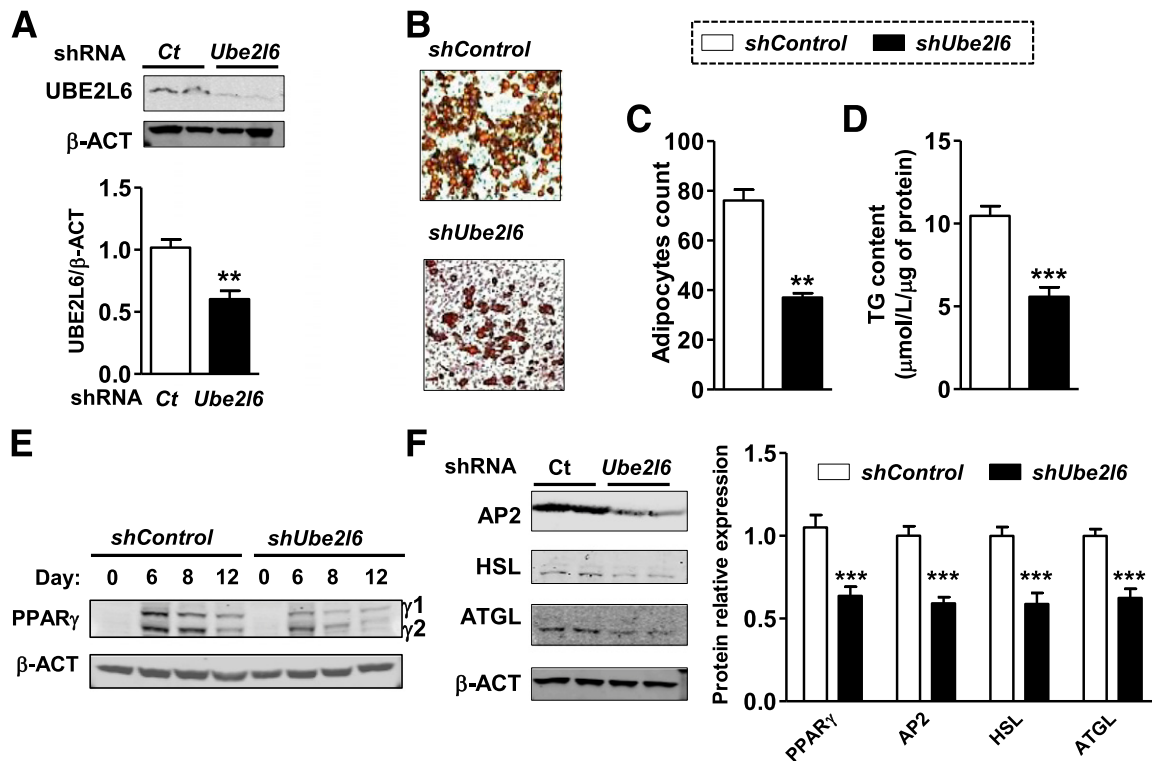 A
shRNA Ct Ube2l6
UBE2L6
β-ACT
1.5
1.0
0.5
0.0
UBE2L6/β-ACT
**
shRNA Ct Ube2l6
B
shControl
shUbe2l6
shControl shUbe2l6
C
100
80
60
40
20
0
Adipocytes count
**
D
15
10
5
0
TG content
(μmol/L/μg of protein)
***
E
shControl shUbe2l6
Day: 0 6 8 12 0 6 8 12
PPARγ
γ1
γ2
β-ACT
F
shRNA Ct Ube2l6
AP2
HSL
ATGL
β-ACT
shControl shUbe2l6
1.5
1.0
0.5
0.0
Protein relative expression
*** *** *** ***
PPARγ AP2 HSL ATGL